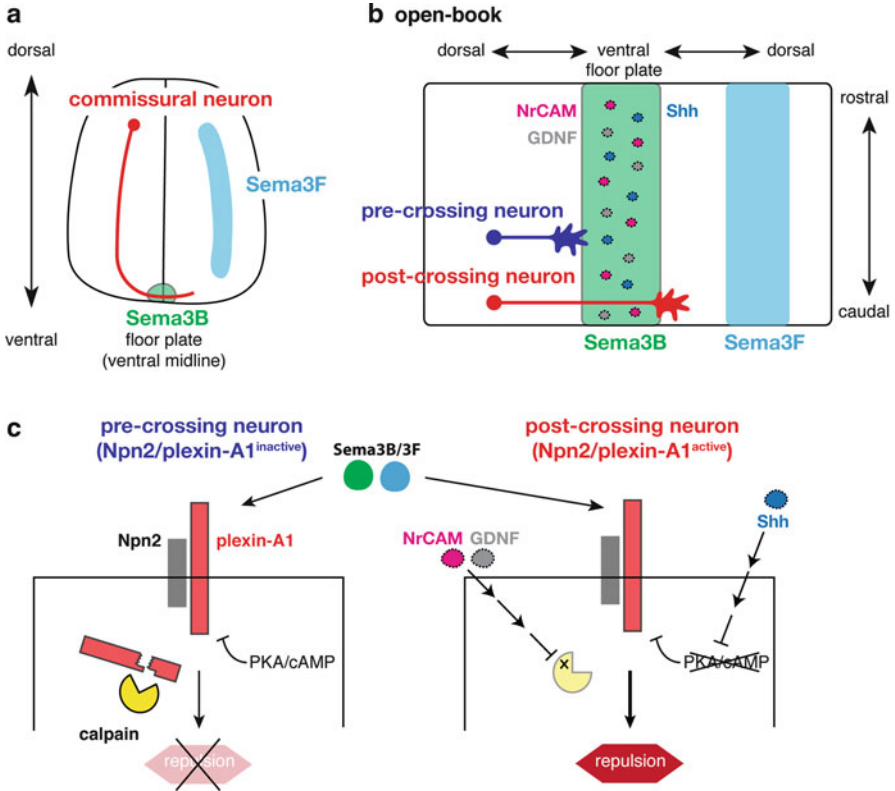 a
dorsal
commissural neuron
Sema3F
Sema3B
ventral
floor plate
(ventral midline)
b open-book
dorsal
ventral
floor plate
dorsal
NrCAM
Shh
GDNF
rostral
pre-crossing neuron
post-crossing neuron
caudal
Sema3B
Sema3F
c
pre-crossing neuron
(Npn2/plexin-A1inactive)
Sema3B/3F
post-crossing neuron
(Npn2/plexin-A1active)
Npn2
plexin-A1
PKA/cAMP
calpain
repulsion
NrCAM GDNF
Shh
x
PKA/cAMP
repulsion